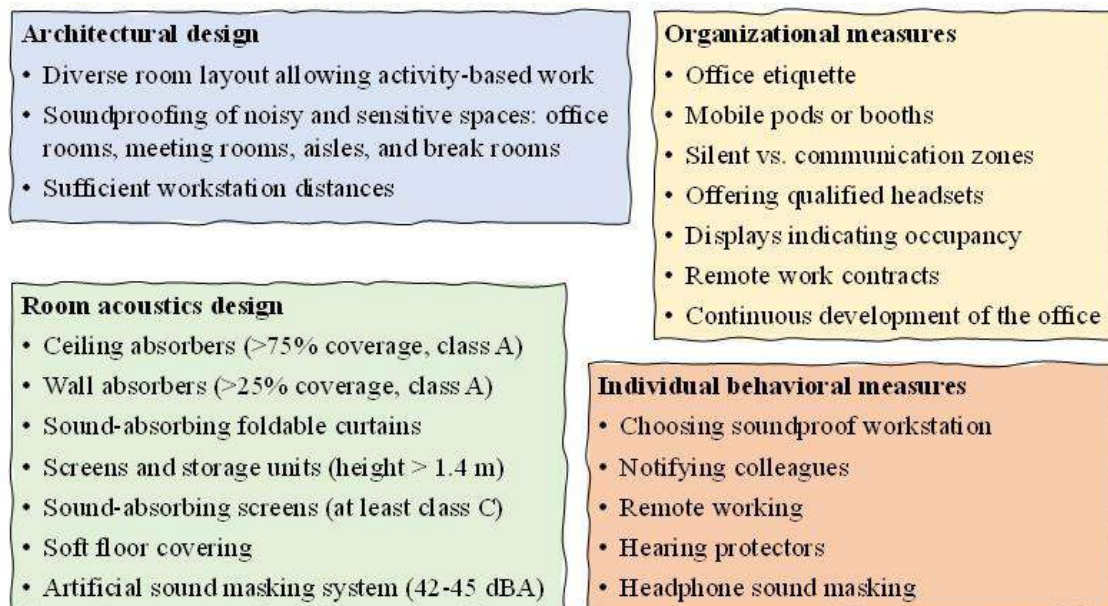 Architectural design
• Diverse room layout allowing activity-based work
• Soundproofing of noisy and sensitive spaces: office
rooms, meeting rooms, aisles, and break rooms
• Sufficient workstation distances
Organizational measures
• Office etiquette
• Mobile pods or booths
• Silent vs. communication zones
• Offering qualified headsets
• Displays indicating occupancy
• Remote work contracts
• Continuous development of the office
Room acoustics design
• Ceiling absorbers (>75% coverage, class A)
• Wall absorbers (>25% coverage, class A)
• Sound-absorbing foldable curtains
• Screens and storage units (height > 1.4 m)
• Sound-absorbing screens (at least class C)
• Soft floor covering
• Artificial sound masking system (42-45 dBA)
Individual behavioral measures
• Choosing soundproof workstation
• Notifying colleagues
• Remote working
• Hearing protectors
• Headphone sound masking